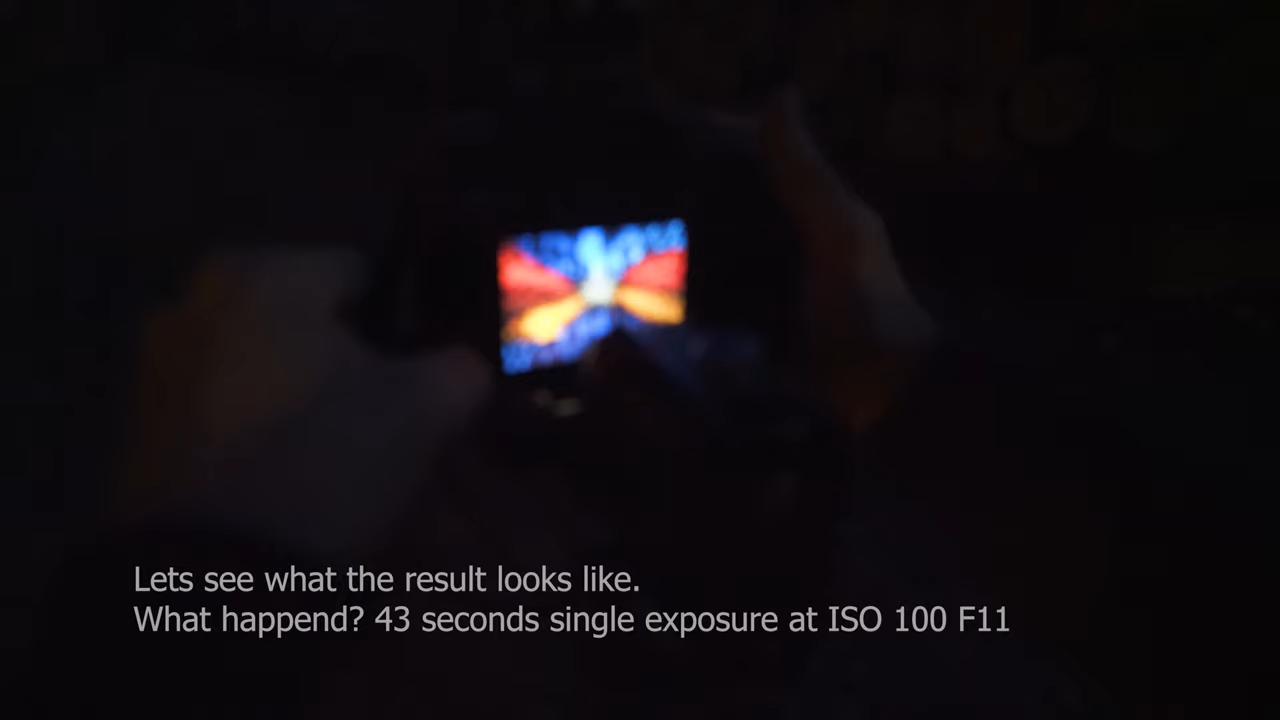 Lets see what the result looks like.
What happend? 43 seconds single exposure at ISO 100 F11